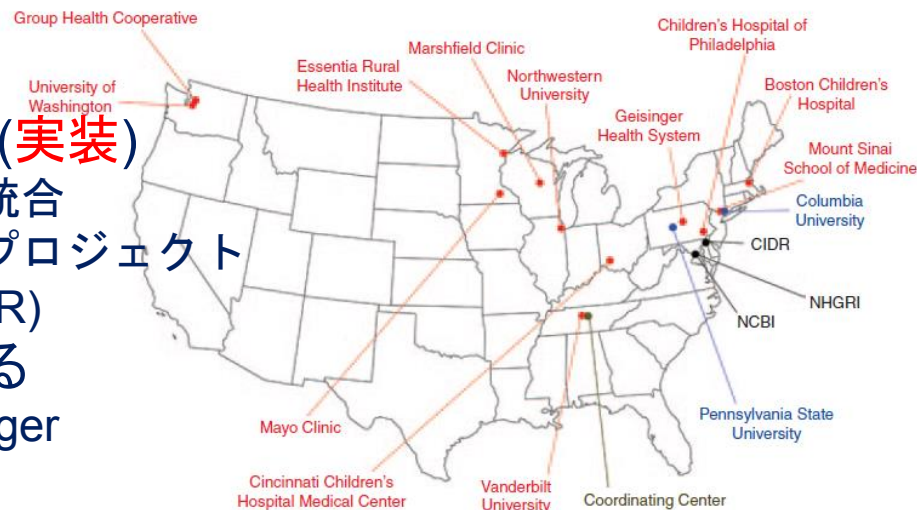 Group Health Cooperative
University of
Washington
Essentia Rural
Health Institute
Marshfield Clinic
Northwestern
University
Children's Hospital of
Philadelphia
Geisinger
Health System
Boston Children's
Hospital
Mount Sinai
School of Medicine
Columbia
University
CIDR
NHGRI
NCBI
Pennsylvania State
University
Mayo Clinic
Cincinnati Children's
Hospital Medical Center
Vanderbilt
University
Coordinating Center
(実装)
統合
プロジェクト
R)
る
ger